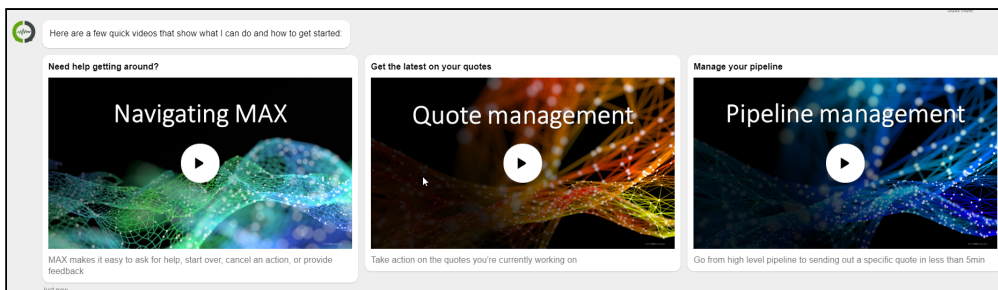 Here are a few quick videos that show what I can do and how to get started:
Need help getting around?
Navigating MAX
MAX makes it easy to ask for help, start over, cancel an action, or provide
feedback
Get the latest on your quotes
Quote management
Take action on the quotes you're currently working on
Manage your pipeline
Pipeline management
Go from high level pipeline to sending out a specific quote in less than 5min